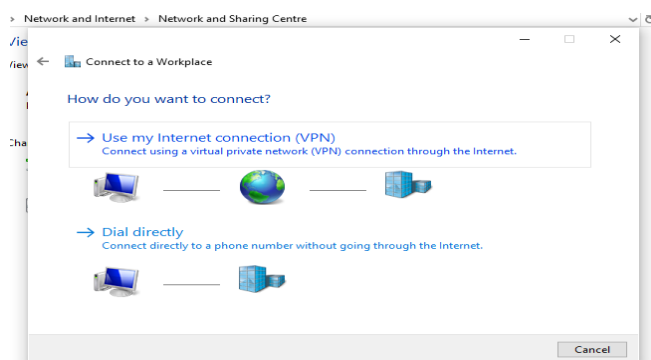 Network and Internet > Network and Sharing Centre
Connect to a Workplace
How do you want to connect?
Use my Internet connection (VPN)
Connect using a virtual private network (VPN) connection through the Internet.
Dial directly
Connect directly to a phone number without going through the Internet.
Cancel